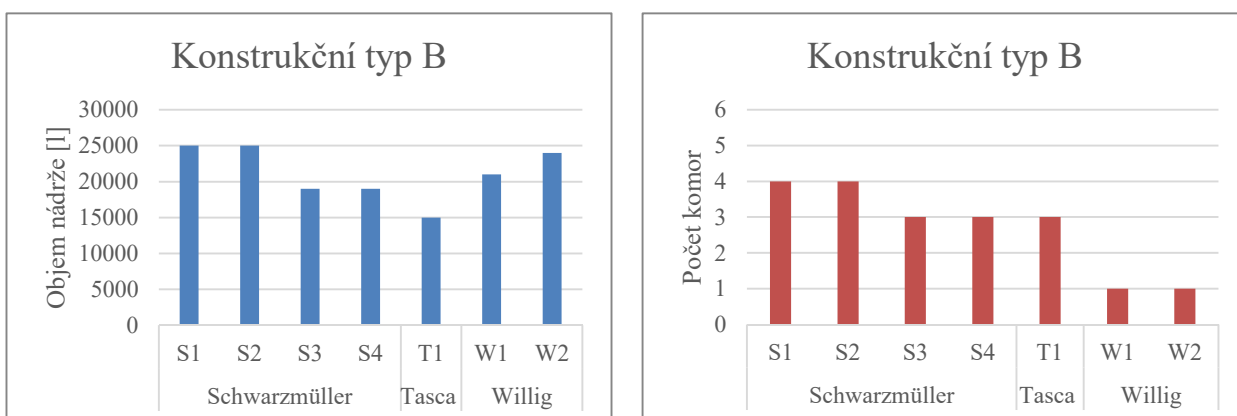 Konstrukční typ B
Objem nádrže [l]
30000
25000
20000
15000
10000
5000
0
S1 S2 S3 S4 T1 W1 W2
Schwarzmüller Tasca Willig
Konstrukční typ B
Počet komor
6
5
4
3
2
1
0
S1 S2 S3 S4 T1 W1 W2
Schwarzmüller Tasca Willig